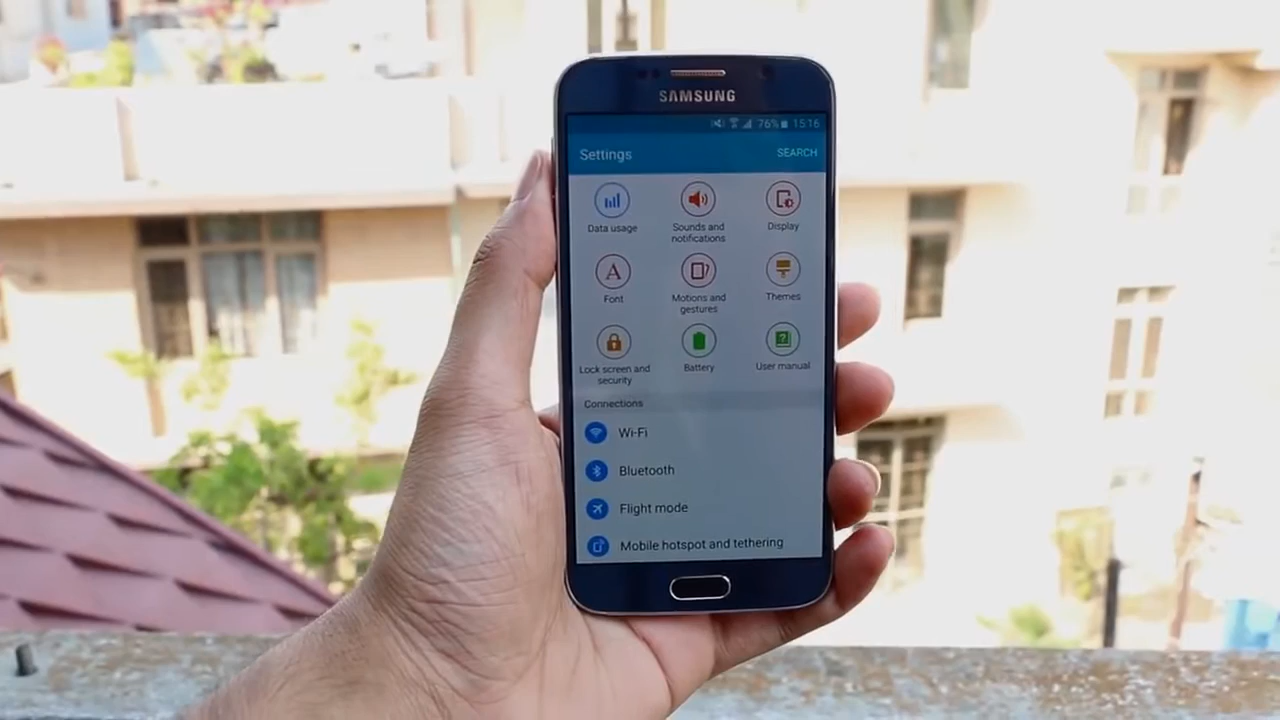 SAMSUNG
76% 15:16
Settings SEARCH
Data usage
Sounds and
notifications
Display
A
Font
Motions and
gestures
Themes
Lock screen and
security
Battery
?
User manual
Connections
Wi-Fi
Bluetooth
Flight mode
Mobile hotspot and tethering